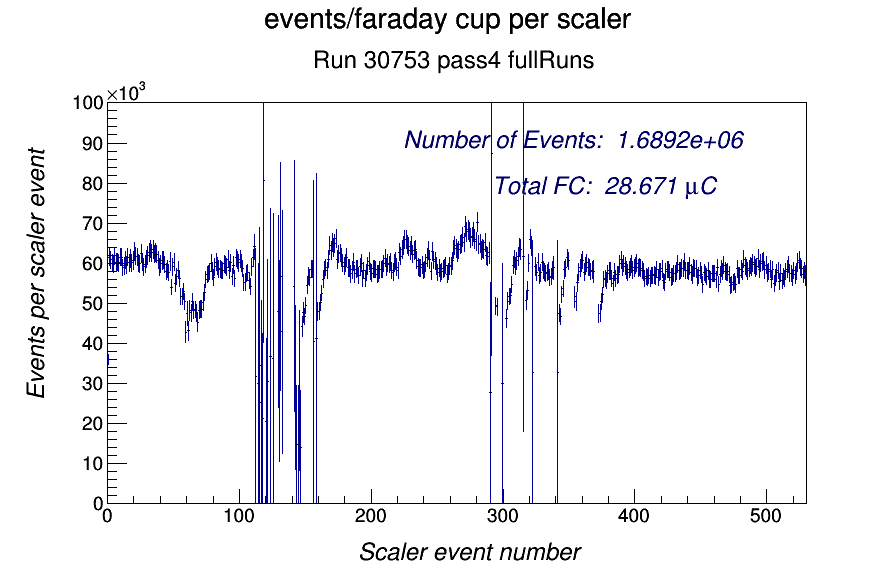 events/faraday cup per scaler
Run 30753 pass4 fullRuns
×10³
100
90
80
70
60
50
40
30
20
10
0
Events per scaler event
Number of Events: 1.6892e+06
Total FC: 28.671 μC
0 100 200 300 400 500
Scaler event number